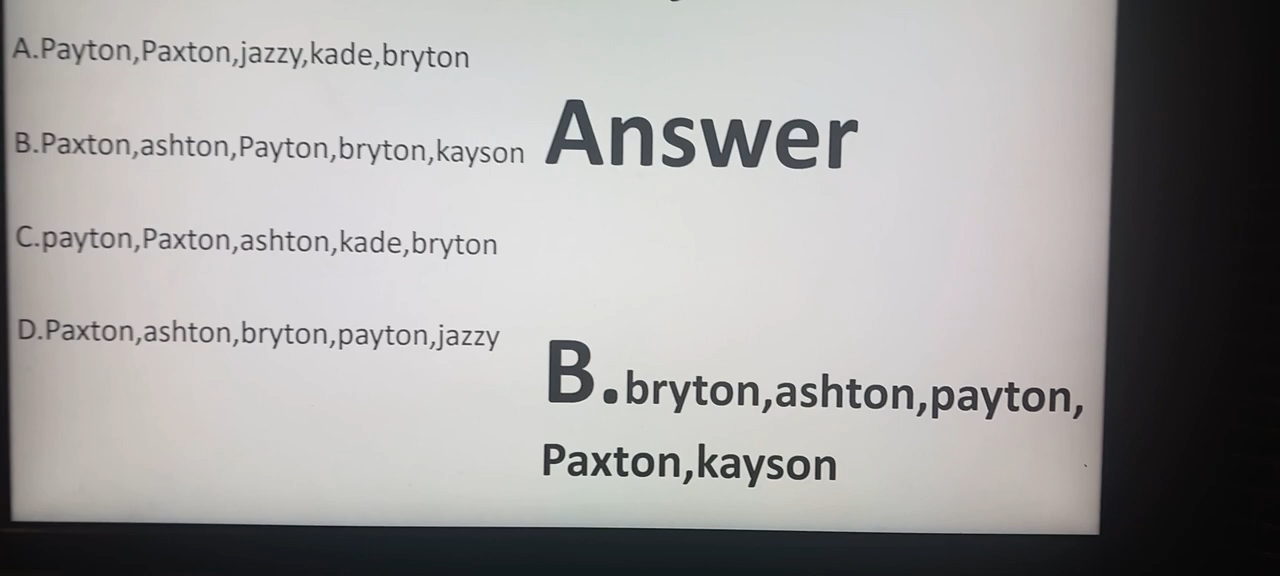 A.Payton,Paxton,jazzy,kade,bryton
B.Paxton,ashton,Payton,bryton,kayson
C.payton,Paxton,ashton,kade,bryton
D.Paxton,ashton,bryton,payton,jazzy
Answer
B.bryton,ashton,payton,
Paxton,kayson